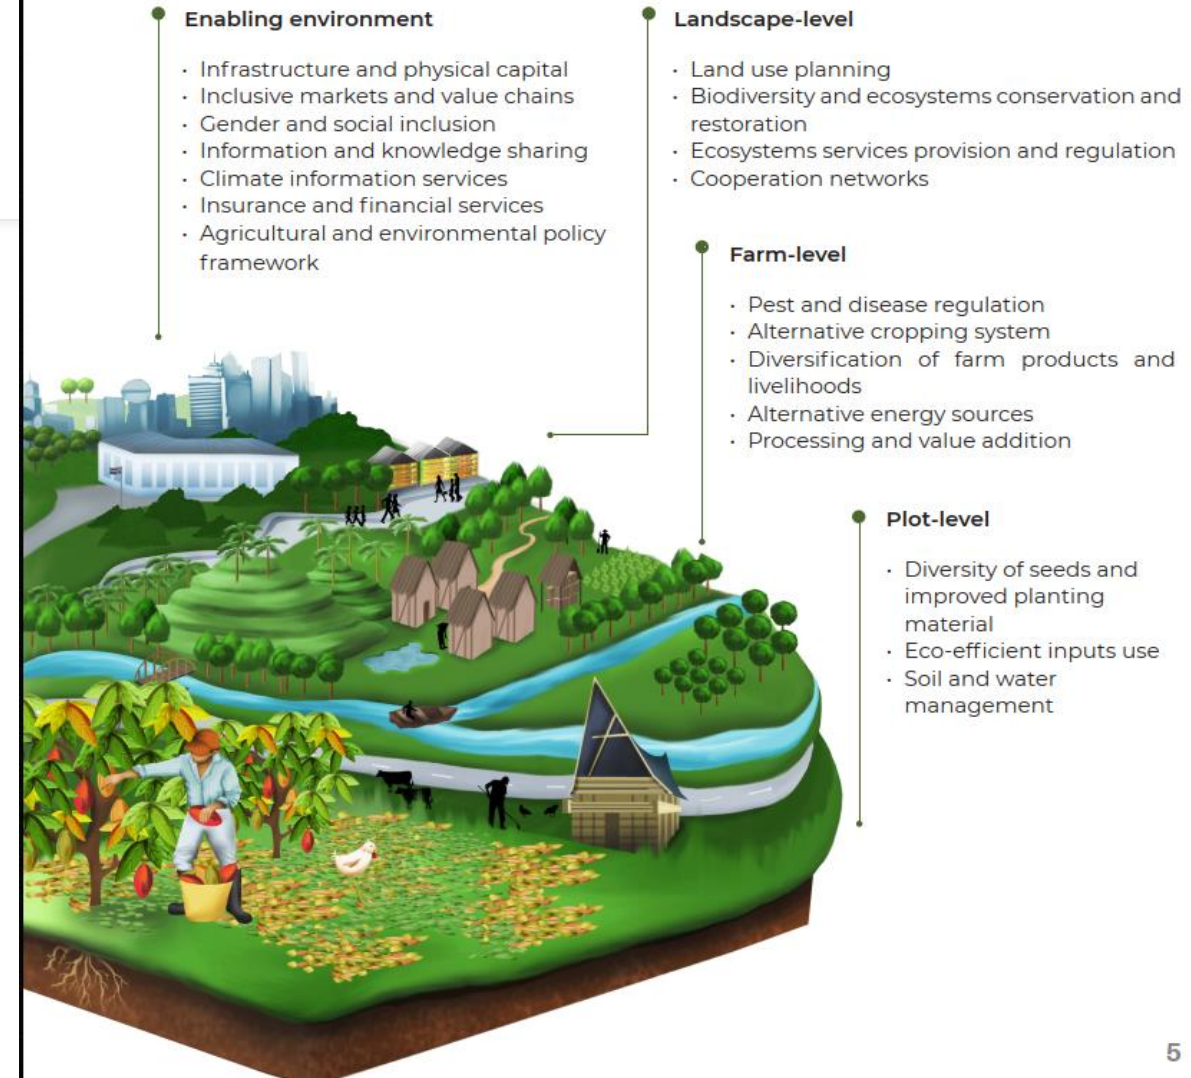 Enabling environment
· Infrastructure and physical capital
· Inclusive markets and value chains
· Gender and social inclusion
· Information and knowledge sharing
· Climate information services
· Insurance and financial services
· Agricultural and environmental policy
framework
Landscape-level
· Land use planning
· Biodiversity and ecosystems conservation and
restoration
· Ecosystems services provision and regulation
· Cooperation networks
Farm-level
· Pest and disease regulation
· Alternative cropping system
· Diversification of farm products and
livelihoods
· Alternative energy sources
· Processing and value addition
Plot-level
· Diversity of seeds and
improved planting
material
· Eco-efficient inputs use
· Soil and water
management
5